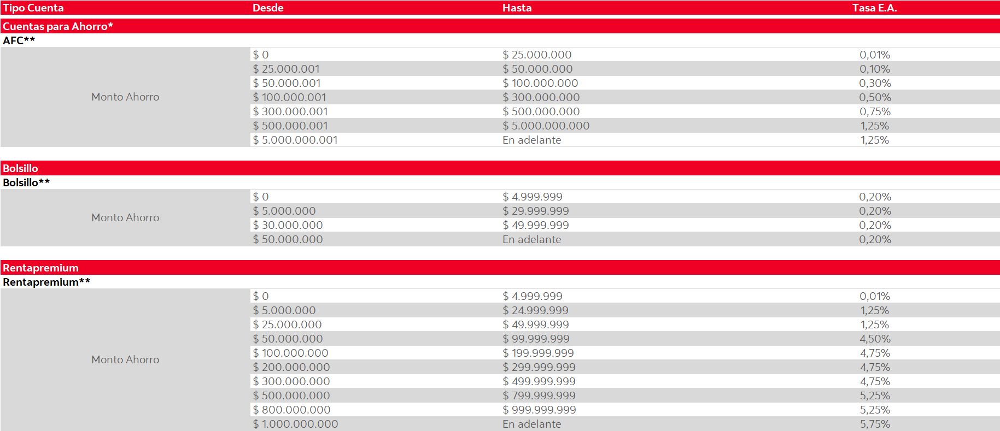 Tipo Cuenta Desde Hasta Tasa E.A.
Cuentas para Ahorro*
AFC**
$ 0 $ 25.000.000 0,01%
$ 25.000.001 $ 50.000.000 0,10%
$ 50.000.001 $ 100.000.000 0,30%
Monto Ahorro $ 100.000.001 $ 300.000.000 0,50%
$ 300.000.001 $ 500.000.000 0,75%
$ 500.000.001 $ 5.000.000.000 1,25%
$ 5.000.000.001 En adelante 1,25%
Bolsillo
Bolsillo**
$ 0 $ 4.999.999 0,20%
$ 5.000.000 $ 29.999.999 0,20%
Monto Ahorro
$ 30.000.000 $ 49.999.999 0,20%
$ 50.000.000 En adelante 0,20%
Rentapremium
Rentapremium**
$ 0 $ 4.999.999 0,01%
$ 5.000.000 $ 24.999.999 1,25%
$ 25.000.000 $ 49.999.999 1,25%
$ 50.000.000 $ 99.999.999 4,50%
$ 100.000.000 $ 199.999.999 4,75%
Monto Ahorro
$ 200.000.000 $ 299.999.999 4,75%
$ 300.000.000 $ 499.999.999 4,75%
$ 500.000.000 $ 799.999.999 5,25%
$ 800.000.000 $ 999.999.999 5,25%
$ 1.000.000.000 En adelante 5,75%